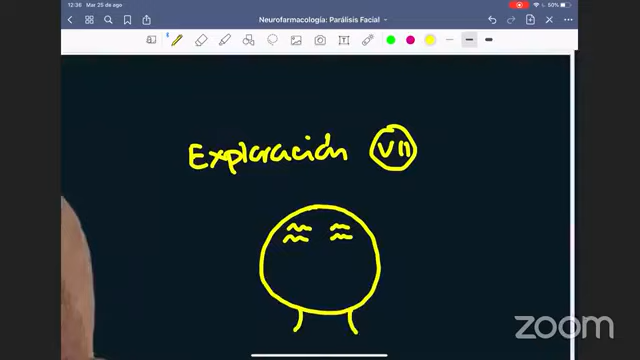 12:36 Mar 25 de ago
50%
Neurofarmacología: Parálisis Facial
Exploración VII
zoom